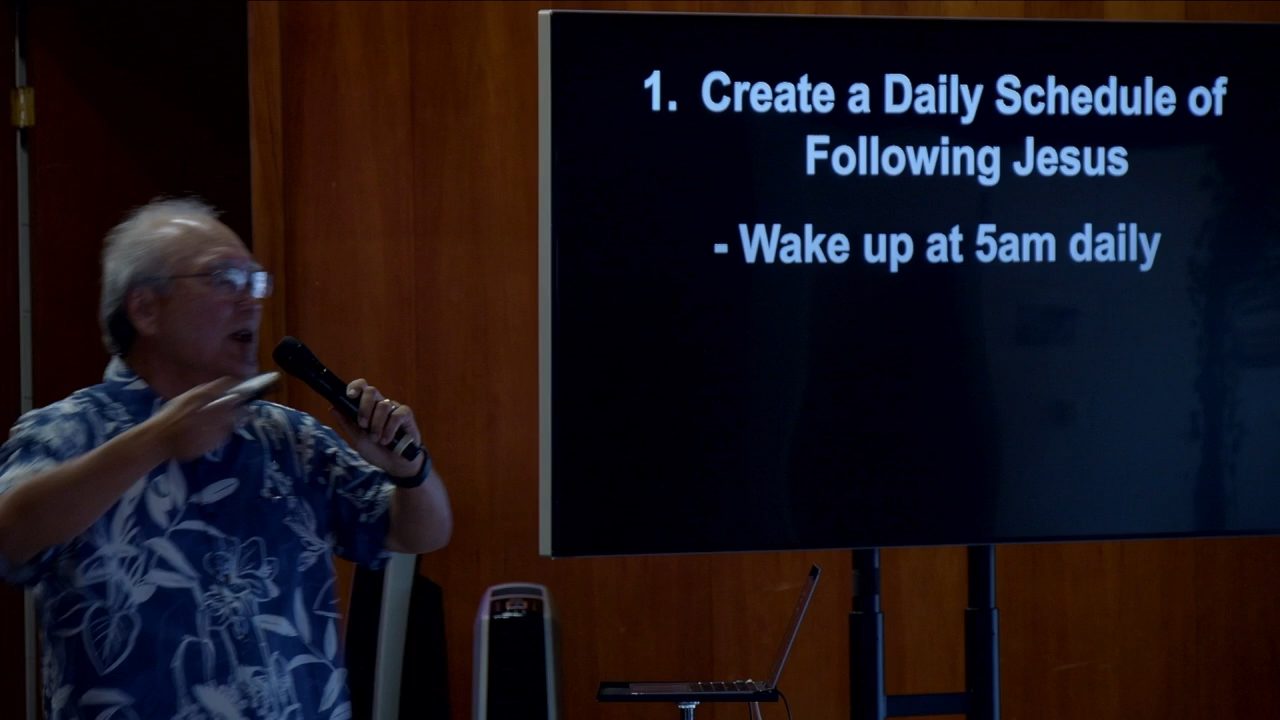 1. Create a Daily Schedule of
Following Jesus
- Wake up at 5am daily